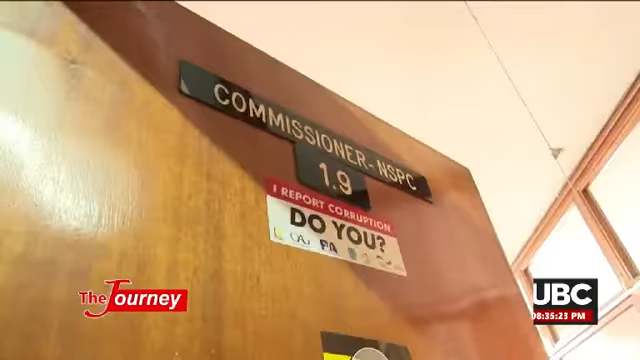 COMMISSIONER-NSPC
1.9
I REPORT CORRUPTION
DO YOU?
The Journey
UBC
08:35:23 PM